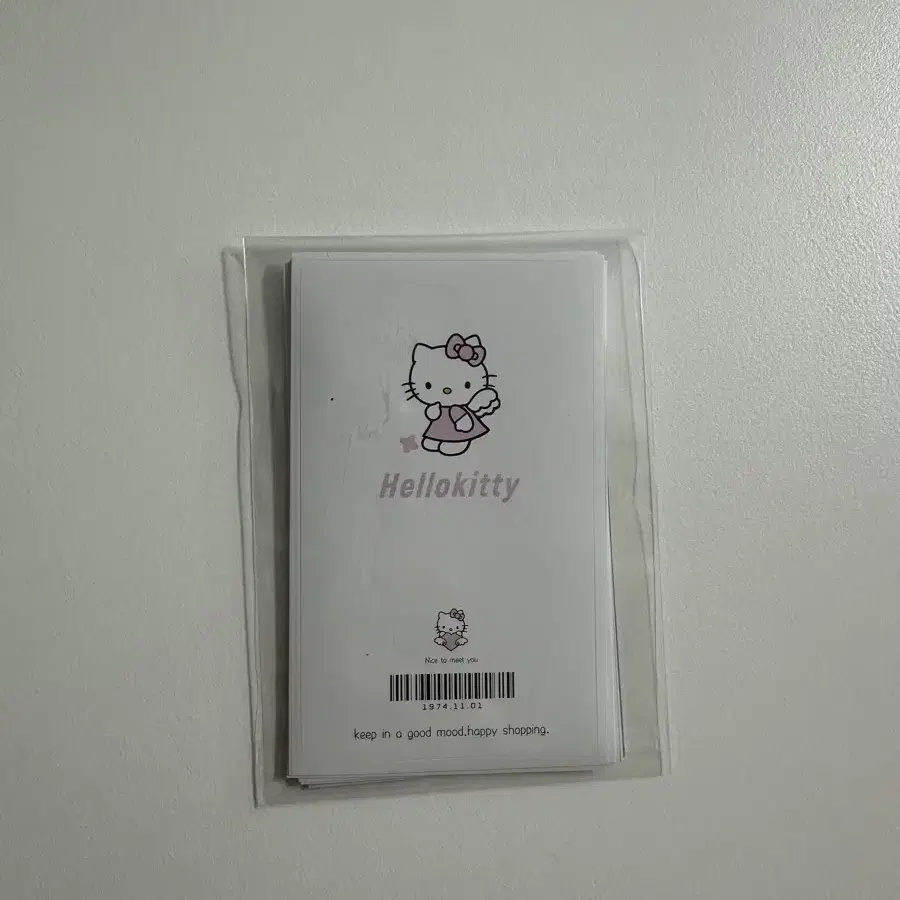 Hellokitty
Nice to meet you
1974.11.01
keep in a good mood.happy shopping.